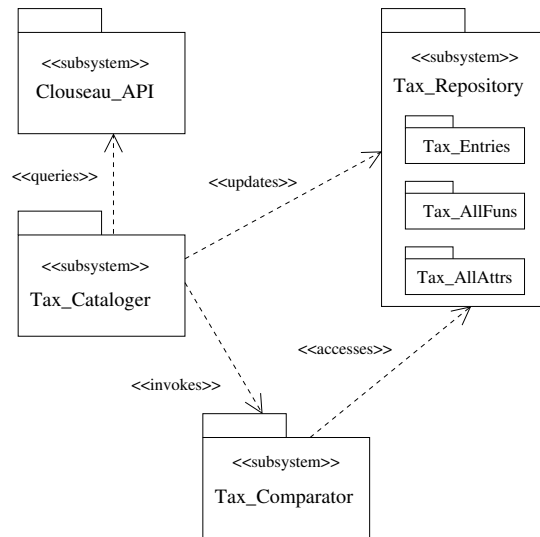 <<subsystem>>
Clouseau_API
<<subsystem>>
Tax_Repository
Tax_Entries
Tax_AllFuns
Tax_AllAttrs
<<queries>>
<<updates>>
<<subsystem>>
Tax_Cataloger
<<accesses>>
<<invokes>>
<<subsystem>>
Tax_Comparator